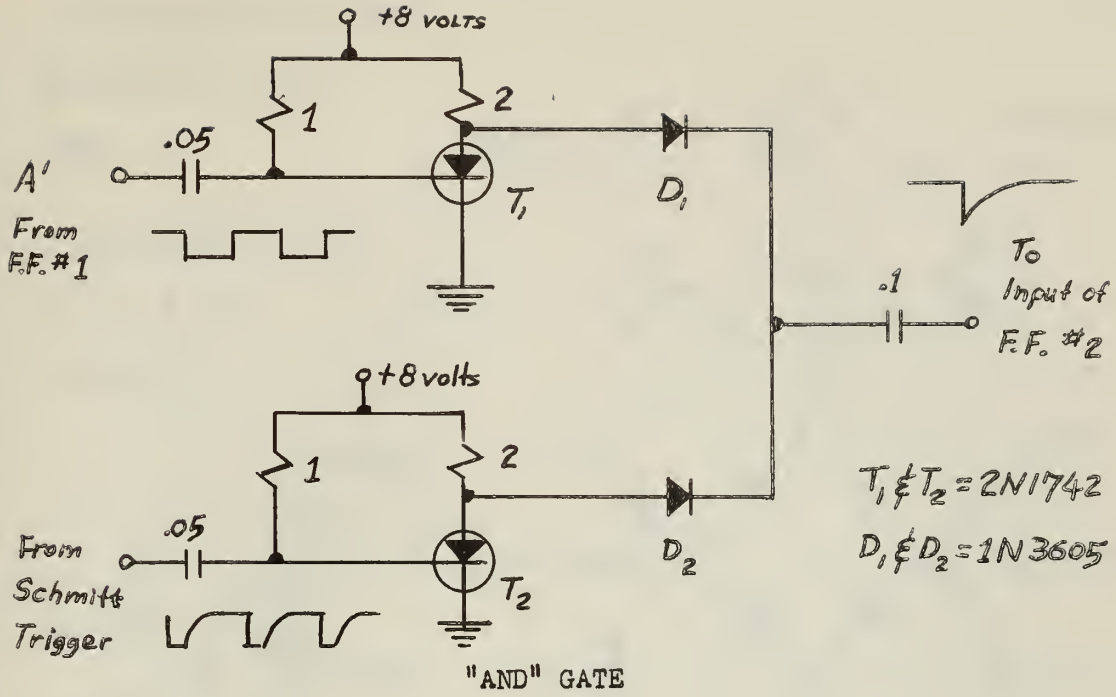 +8 VOLTS
1
2
.05
A'
From
F.F. #1
T1
D1
To
Input of
F.F. #2
.1
+8 volts
1
2
.05
From
Schmitt
Trigger
T2
D2
T1 & T2 = 2N1742
D1 & D2 = 1N3605
"AND" GATE